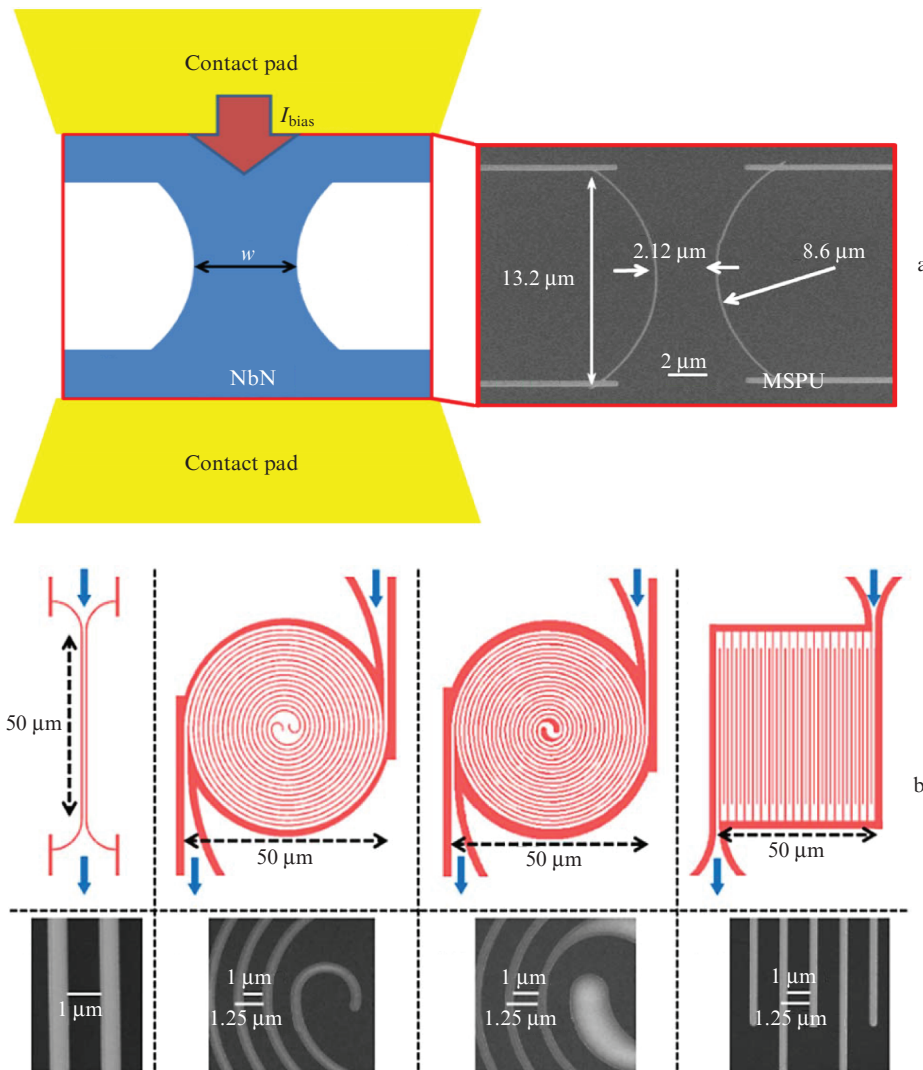 Contact pad
I bias
w
NbN
Contact pad
13.2 µm
2.12 µm
8.6 µm
2 µm
MSPU
a
50 µm
50 µm
50 µm
50 µm
b
1 µm
1 µm
1.25 µm
1 µm
1.25 µm
1 µm
1.25 µm